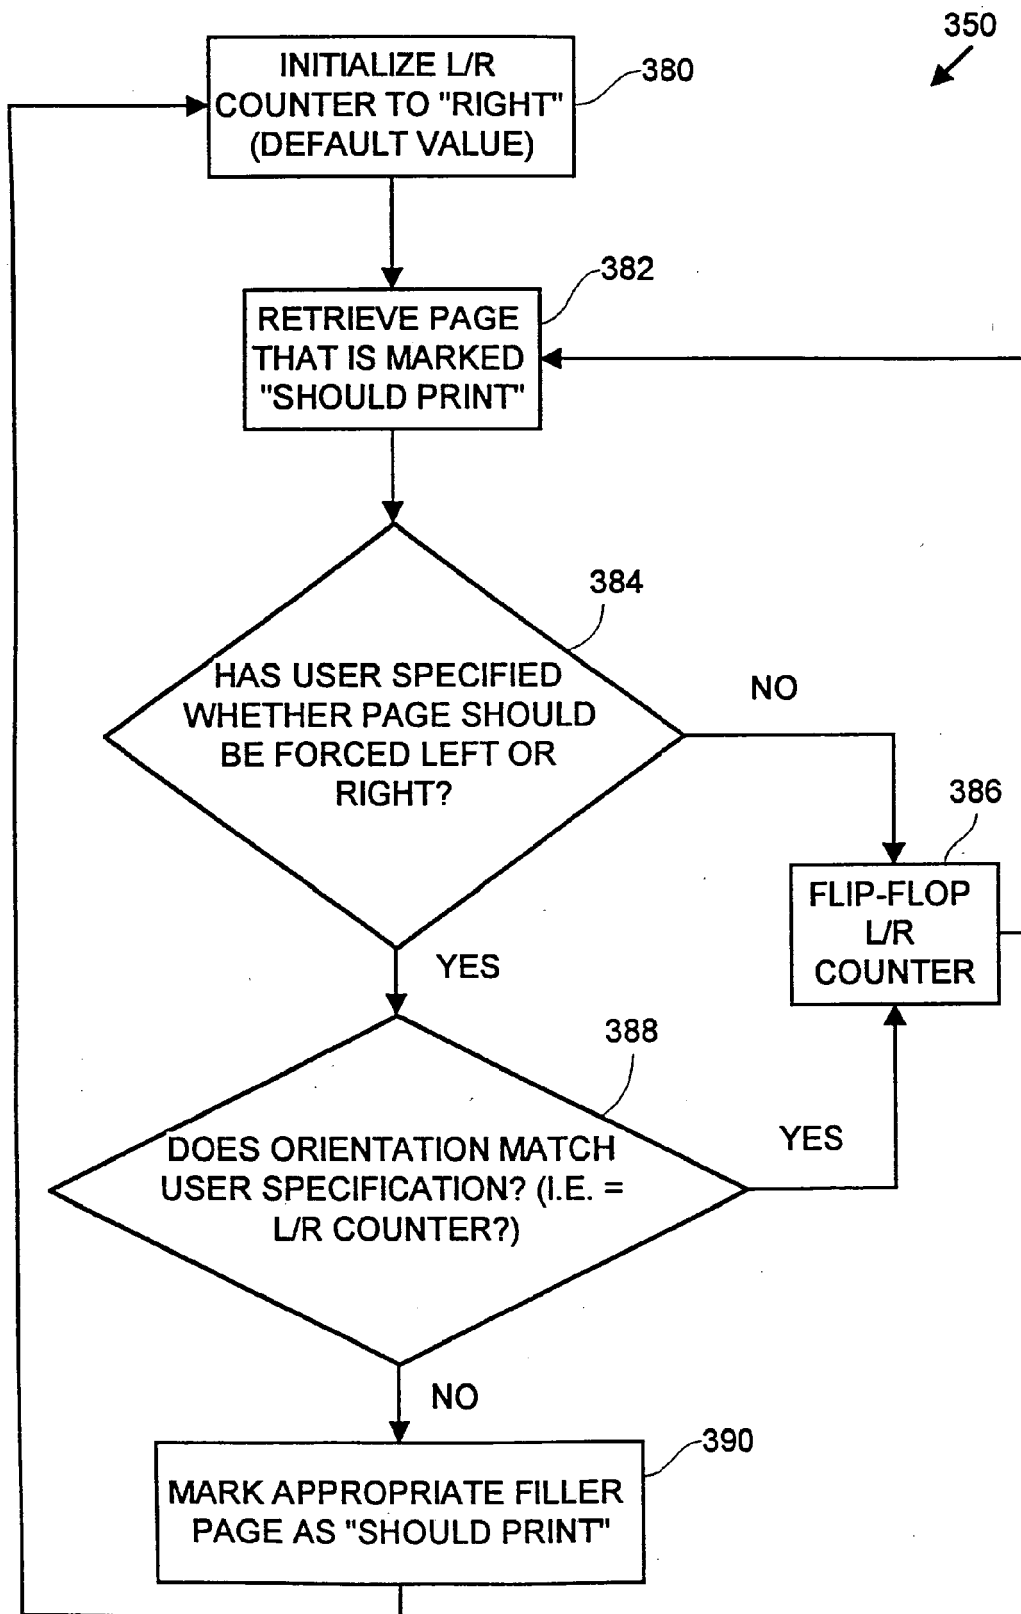 350
INITIALIZE L/R
COUNTER TO "RIGHT"
(DEFAULT VALUE)
380
382
RETRIEVE PAGE
THAT IS MARKED
"SHOULD PRINT"
384
HAS USER SPECIFIED
WHETHER PAGE SHOULD
BE FORCED LEFT OR
RIGHT?
NO
386
FLIP-FLOP
L/R
COUNTER
YES
388
DOES ORIENTATION MATCH
USER SPECIFICATION? (I.E. =
L/R COUNTER?)
YES
NO
390
MARK APPROPRIATE FILLER
PAGE AS "SHOULD PRINT"